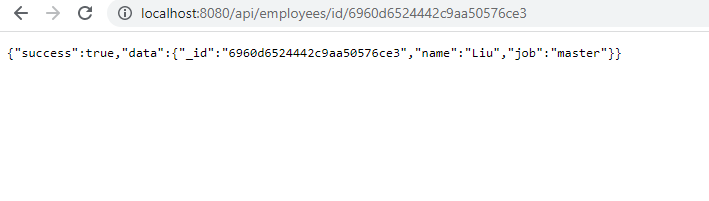 localhost:8080/api/employees/id/6960d6524442c9aa50576ce3
{"success":true,"data":{"_id":"6960d6524442c9aa50576ce3","name":"Liu","job":"master"}}